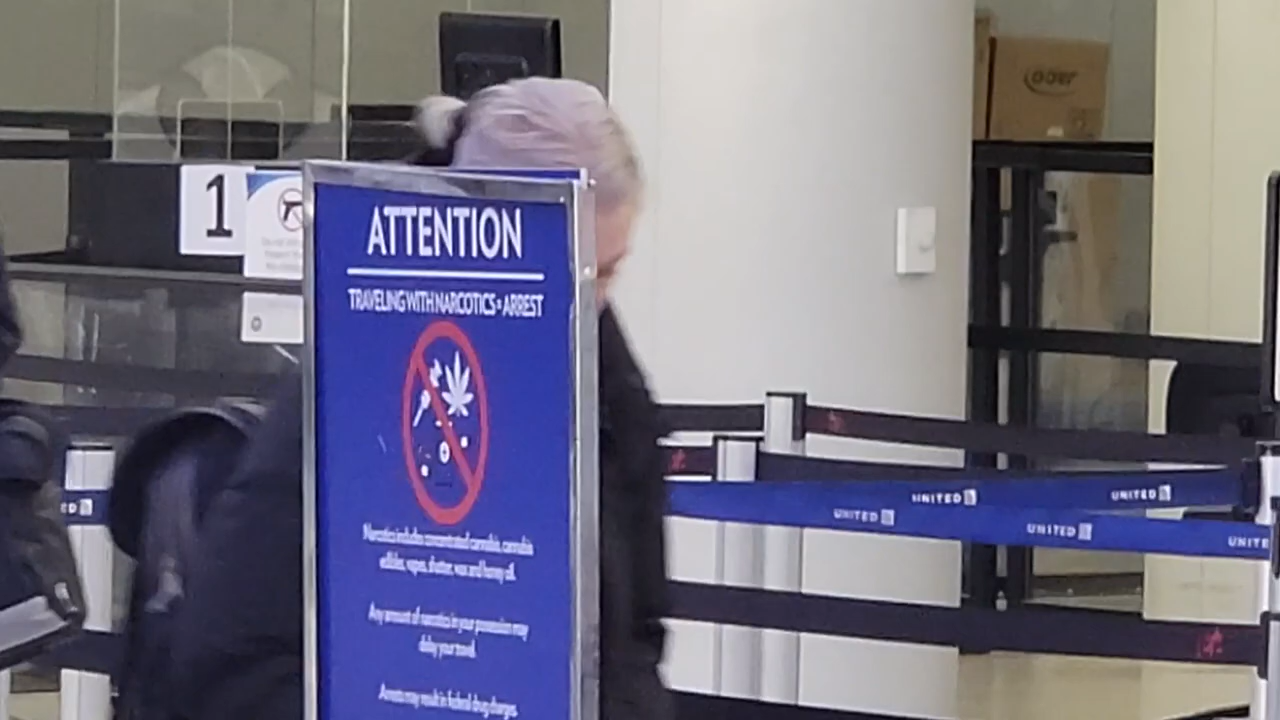 1
ATTENTION
TRAVELING WITH NARCOTICS = ARREST
Narcotics includes concentrated cannabis, cannabis
edibles, vapes, shatter, wax and honey oil.
Any amount of narcotics in your possession may
delay your travel.
Arrests may result in federal drug charges.
acer
UNITED
UNITED
UNITED
UNITED
UNITE
ED